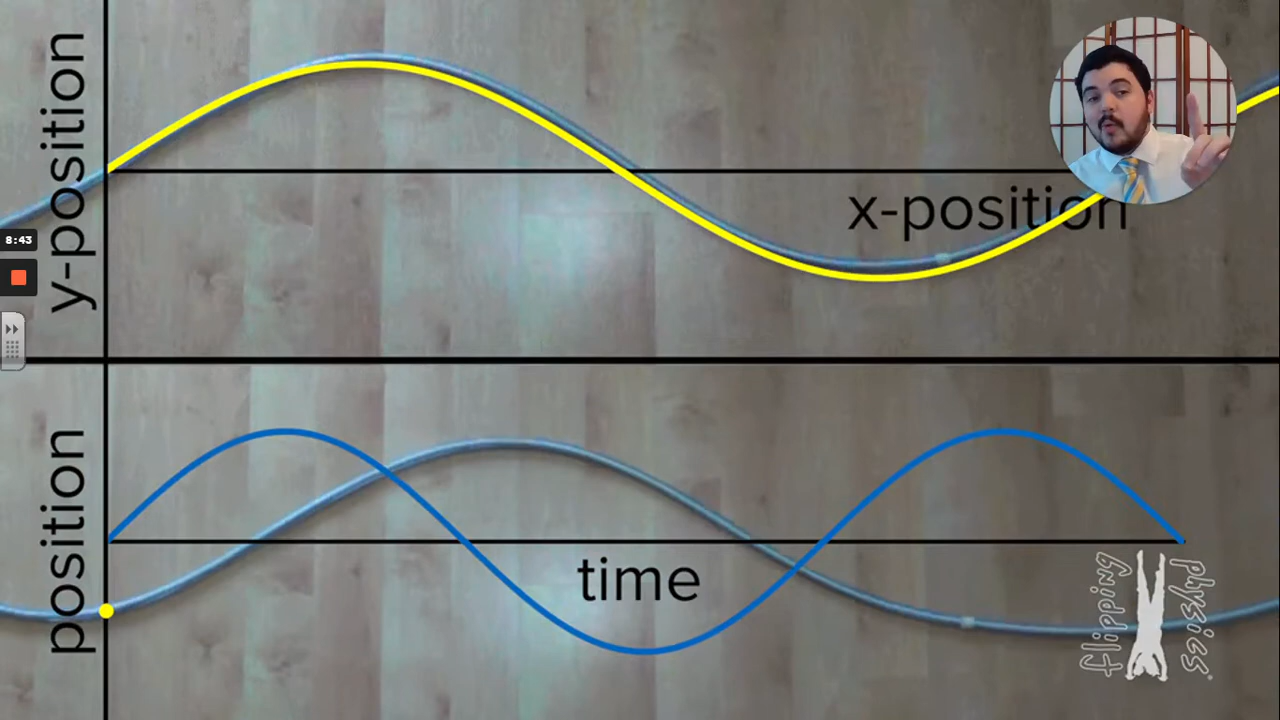 y-position
x-position
8:43
position
time
flipping
physics